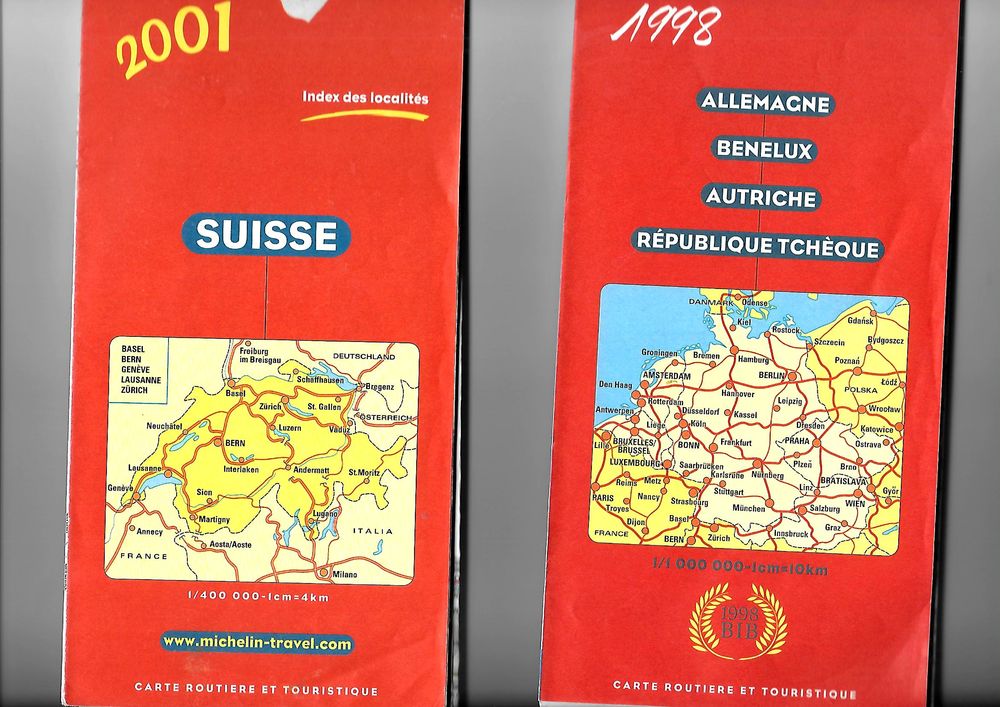 2001
Index des localités
SUISSE
BASEL
BERN
GENÈVE
LAUSANNE
ZÜRICH
Freiburg
im Breisgau
DEUTSCHLAND
Schaffhausen
Bregenz
Basel
Zürich
St. Gallen
ÖSTERREICH
Neuchâtel
Luzern
Vaduz
BERN
Lausanne
Interlaken
Andermatt
St.Moritz
Genève
Sion
Lugano
Martigny
ITALIA
Annecy
Aosta/Aoste
FRANCE
Milano
1/400 000-1cm=4km
www.michelin-travel.com
CARTE ROUTIERE ET TOURISTIQUE
1998
ALLEMAGNE
BENELUX
AUTRICHE
RÉPUBLIQUE TCHÈQUE
DANMARK
Odense
Kiel
Rostock
Gdańsk
Szczecin
Bydgoszcz
Groningen
Bremen
Hamburg
Poznań
AMSTERDAM
BERLIN
Den Haag
Hannover
POLSKA
Łódź
Rotterdam
Leipzig
Antwerpen
Düsseldorf
Kassel
Wrocław
Liège
Köln
Dresden
Katowice
Lille
BRUXELLES/
BRUSSEL
BONN
Frankfurt
PRAHA
Ostrava
LUXEMBOURG
Saarbrücken
Plzeň
Brno
Reims
Metz
Karlsruhe
Nürnberg
BRATISLAVA
PARIS
Nancy
Strasbourg
Stuttgart
Linz
Győr
Troyes
München
Salzburg
WIEN
Dijon
Basel
Graz
FRANCE
BERN
Zürich
Innsbruck
1/1 000 000-1cm=10km
1998
BIB
CARTE ROUTIERE ET TOURISTIQUE